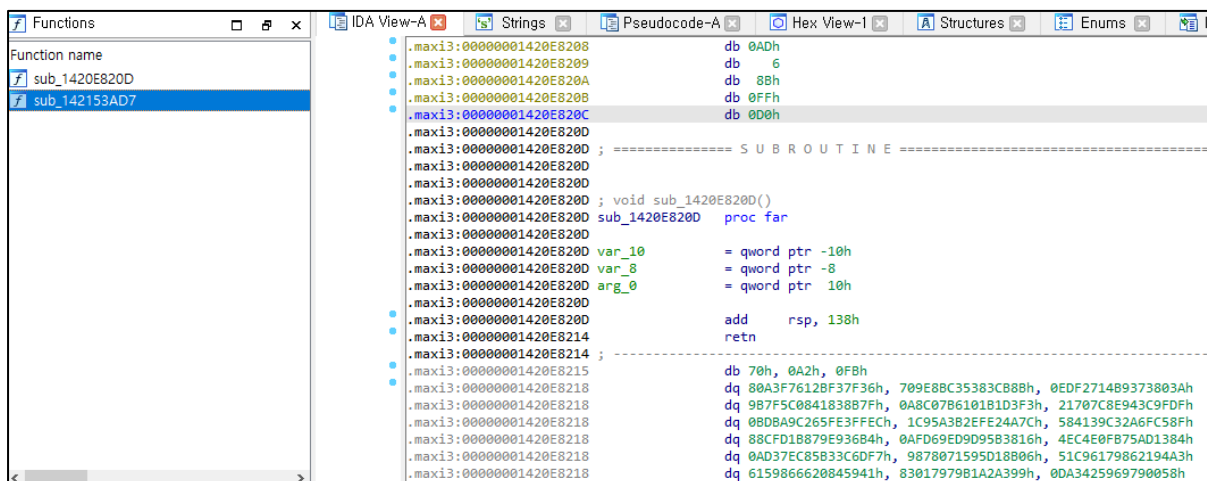 Functions
IDA View-A Strings Pseudocode-A Hex View-1 Structures Enums
Function name
sub_1420E820D
sub_142153AD7
.maxi3:00000001420E8208 db 0ADh
.maxi3:00000001420E8209 db 6
.maxi3:00000001420E820A db 8Bh
.maxi3:00000001420E820B db 0FFh
.maxi3:00000001420E820C db 0D0h
.maxi3:00000001420E820D
.maxi3:00000001420E820D ; =============== S U B R O U T I N E =======================================
.maxi3:00000001420E820D
.maxi3:00000001420E820D
.maxi3:00000001420E820D ; void sub_1420E820D()
.maxi3:00000001420E820D sub_1420E820D proc far
.maxi3:00000001420E820D
.maxi3:00000001420E820D var_10 = qword ptr -10h
.maxi3:00000001420E820D var_8 = qword ptr -8
.maxi3:00000001420E820D arg_0 = qword ptr 10h
.maxi3:00000001420E820D
.maxi3:00000001420E820D add rsp, 138h
.maxi3:00000001420E8214 retn
.maxi3:00000001420E8214 ; ---------------------------------------------------------------------------
.maxi3:00000001420E8215 db 70h, 0A2h, 0FBh
.maxi3:00000001420E8218 dq 80A3F7612BF37F36h, 709E8BC35383CB8Bh, 0EDF2714B9373803Ah
.maxi3:00000001420E8218 dq 9B7F5C0841838B7Fh, 0A8C07B6101B1D3F3h, 21707C8E943C9FDFh
.maxi3:00000001420E8218 dq 0BDBA9C265FE3FFECh, 1C95A3B2EFE24A7Ch, 584139C32A6FC58Fh
.maxi3:00000001420E8218 dq 88CFD1B879E936B4h, 0AFD69ED9D95B3816h, 4EC4E0FB75AD1384h
.maxi3:00000001420E8218 dq 0AD37EC85B33C6DF7h, 9878071595D18B06h, 51C96179862194A3h
.maxi3:00000001420E8218 dq 6159866620845941h, 83017979B1A2A399h, 0DA3425969790058h